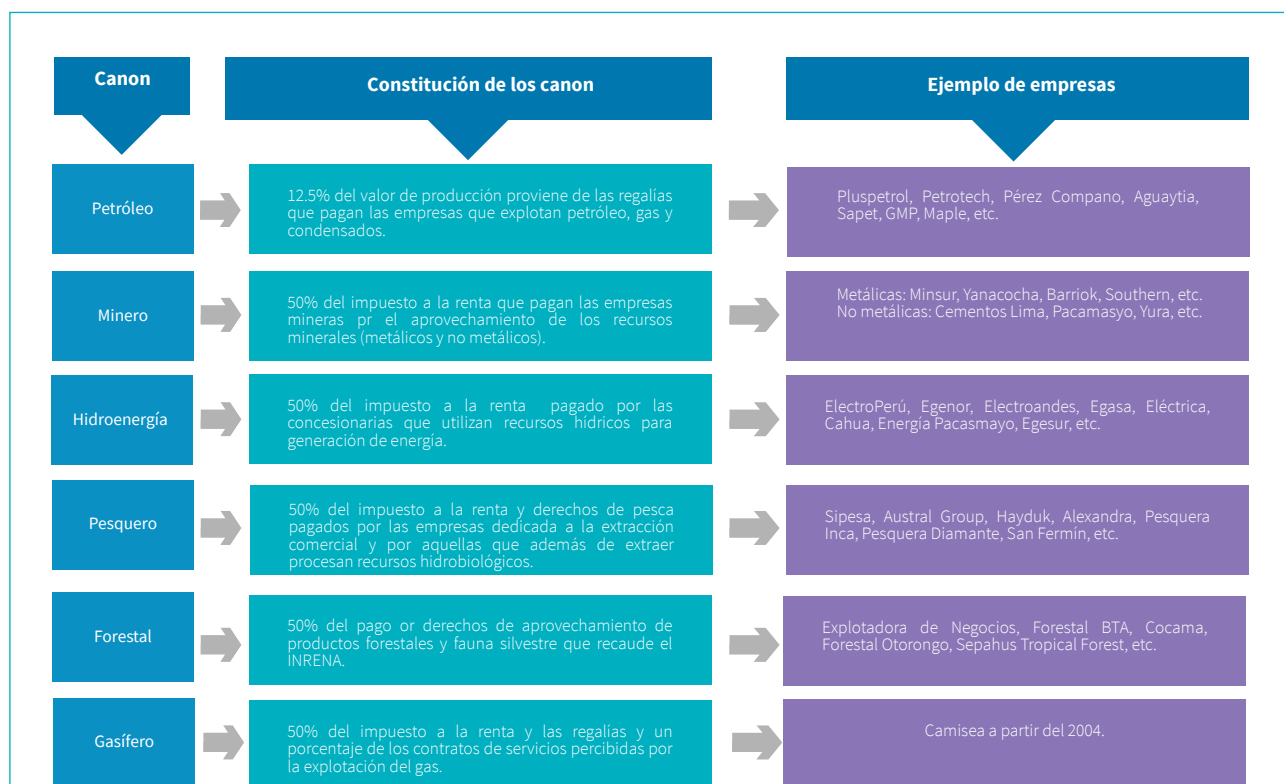 Canon
Constitución de los canon
Ejemplo de empresas
Petróleo
12.5% del valor de producción proviene de las regalías
que pagan las empresas que explotan petróleo, gas y
condensados.
Pluspetrol, Petrotech, Pérez Compano, Aguaytia,
Sapet, GMP, Maple, etc.
Minero
50% del impuesto a la renta que pagan las empresas
mineras pr el aprovechamiento de los recursos
minerales (metálicos y no metálicos).
Metálicas: Minsur, Yanacocha, Barriok, Southern, etc.
No metálicas: Cementos Lima, Pacamasyo, Yura, etc.
Hidroenergía
50% del impuesto a la renta pagado por las
concesionarias que utilizan recursos hídricos para
generación de energía.
ElectroPerú, Egenor, Electroandes, Egasa, Eléctrica,
Cahua, Energía Pacasmayo, Egesur, etc.
Pesquero
50% del impuesto a la renta y derechos de pesca
pagados por las empresas dedicada a la extracción
comercial y por aquellas que además de extraer
procesan recursos hidrobiológicos.
Sipesa, Austral Group, Hayduk, Alexandra, Pesquera
Inca, Pesquera Diamante, San Fermín, etc.
Forestal
50% del pago or derechos de aprovechamiento de
productos forestales y fauna silvestre que recaude el
INRENA.
Explotadora de Negocios, Forestal BTA, Cocama,
Forestal Otorongo, Sepahus Tropical Forest, etc.
Gasífero
50% del impuesto a la renta y las regalías y un
porcentaje de los contratos de servicios percibidas por
la explotación del gas.
Camisea a partir del 2004.